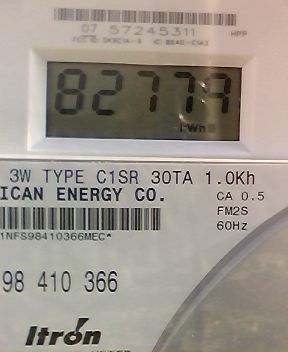 07 57245311 HPP
82779
kWh
3W TYPE C1SR 30TA 1.0Kh
ICAN ENERGY CO. CA 0.5
FM2S
60Hz
1NFS98410366MEC*
98 410 366
Itron